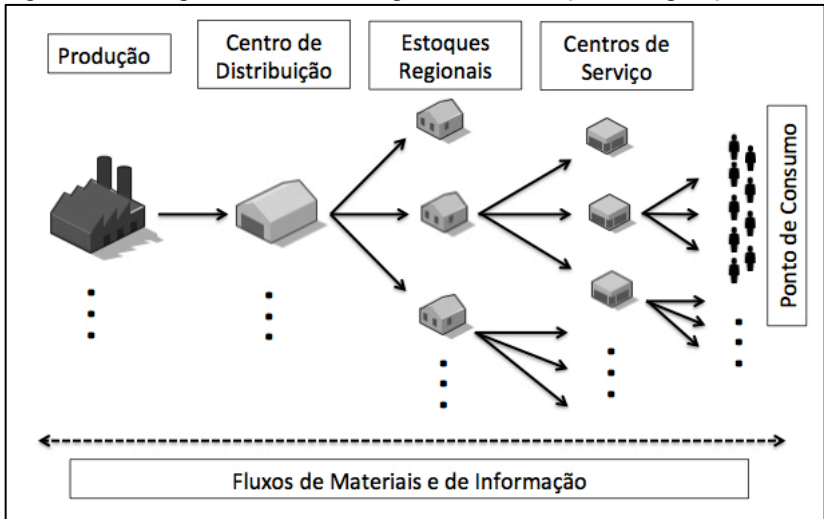 Produção
Centro de
Distribuição
Estoques
Regionais
Centros de
Serviço
Ponto de Consumo
Fluxos de Materiais e de Informação